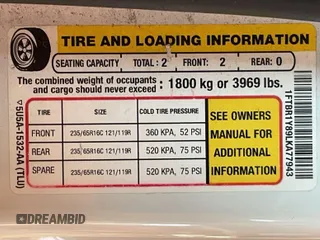 TIRE AND LOADING INFORMATION
SEATING CAPACITY TOTAL: 2 FRONT: 2 REAR: 0
The combined weight of occupants
and cargo should never exceed : 1800 kg or 3969 lbs.
TIRE SIZE COLD TIRE PRESSURE
FRONT 235/65R16C 121/119R 360 KPA, 52 PSI
REAR 235/65R16C 121/119R 520 KPA, 75 PSI
SPARE 235/65R16C 121/119R 520 KPA, 75 PSI
SEE OWNERS
MANUAL FOR
ADDITIONAL
INFORMATION
5U5A-1532-AA (TLU)
1FTBR1Y89LKA77943
DREAMBID